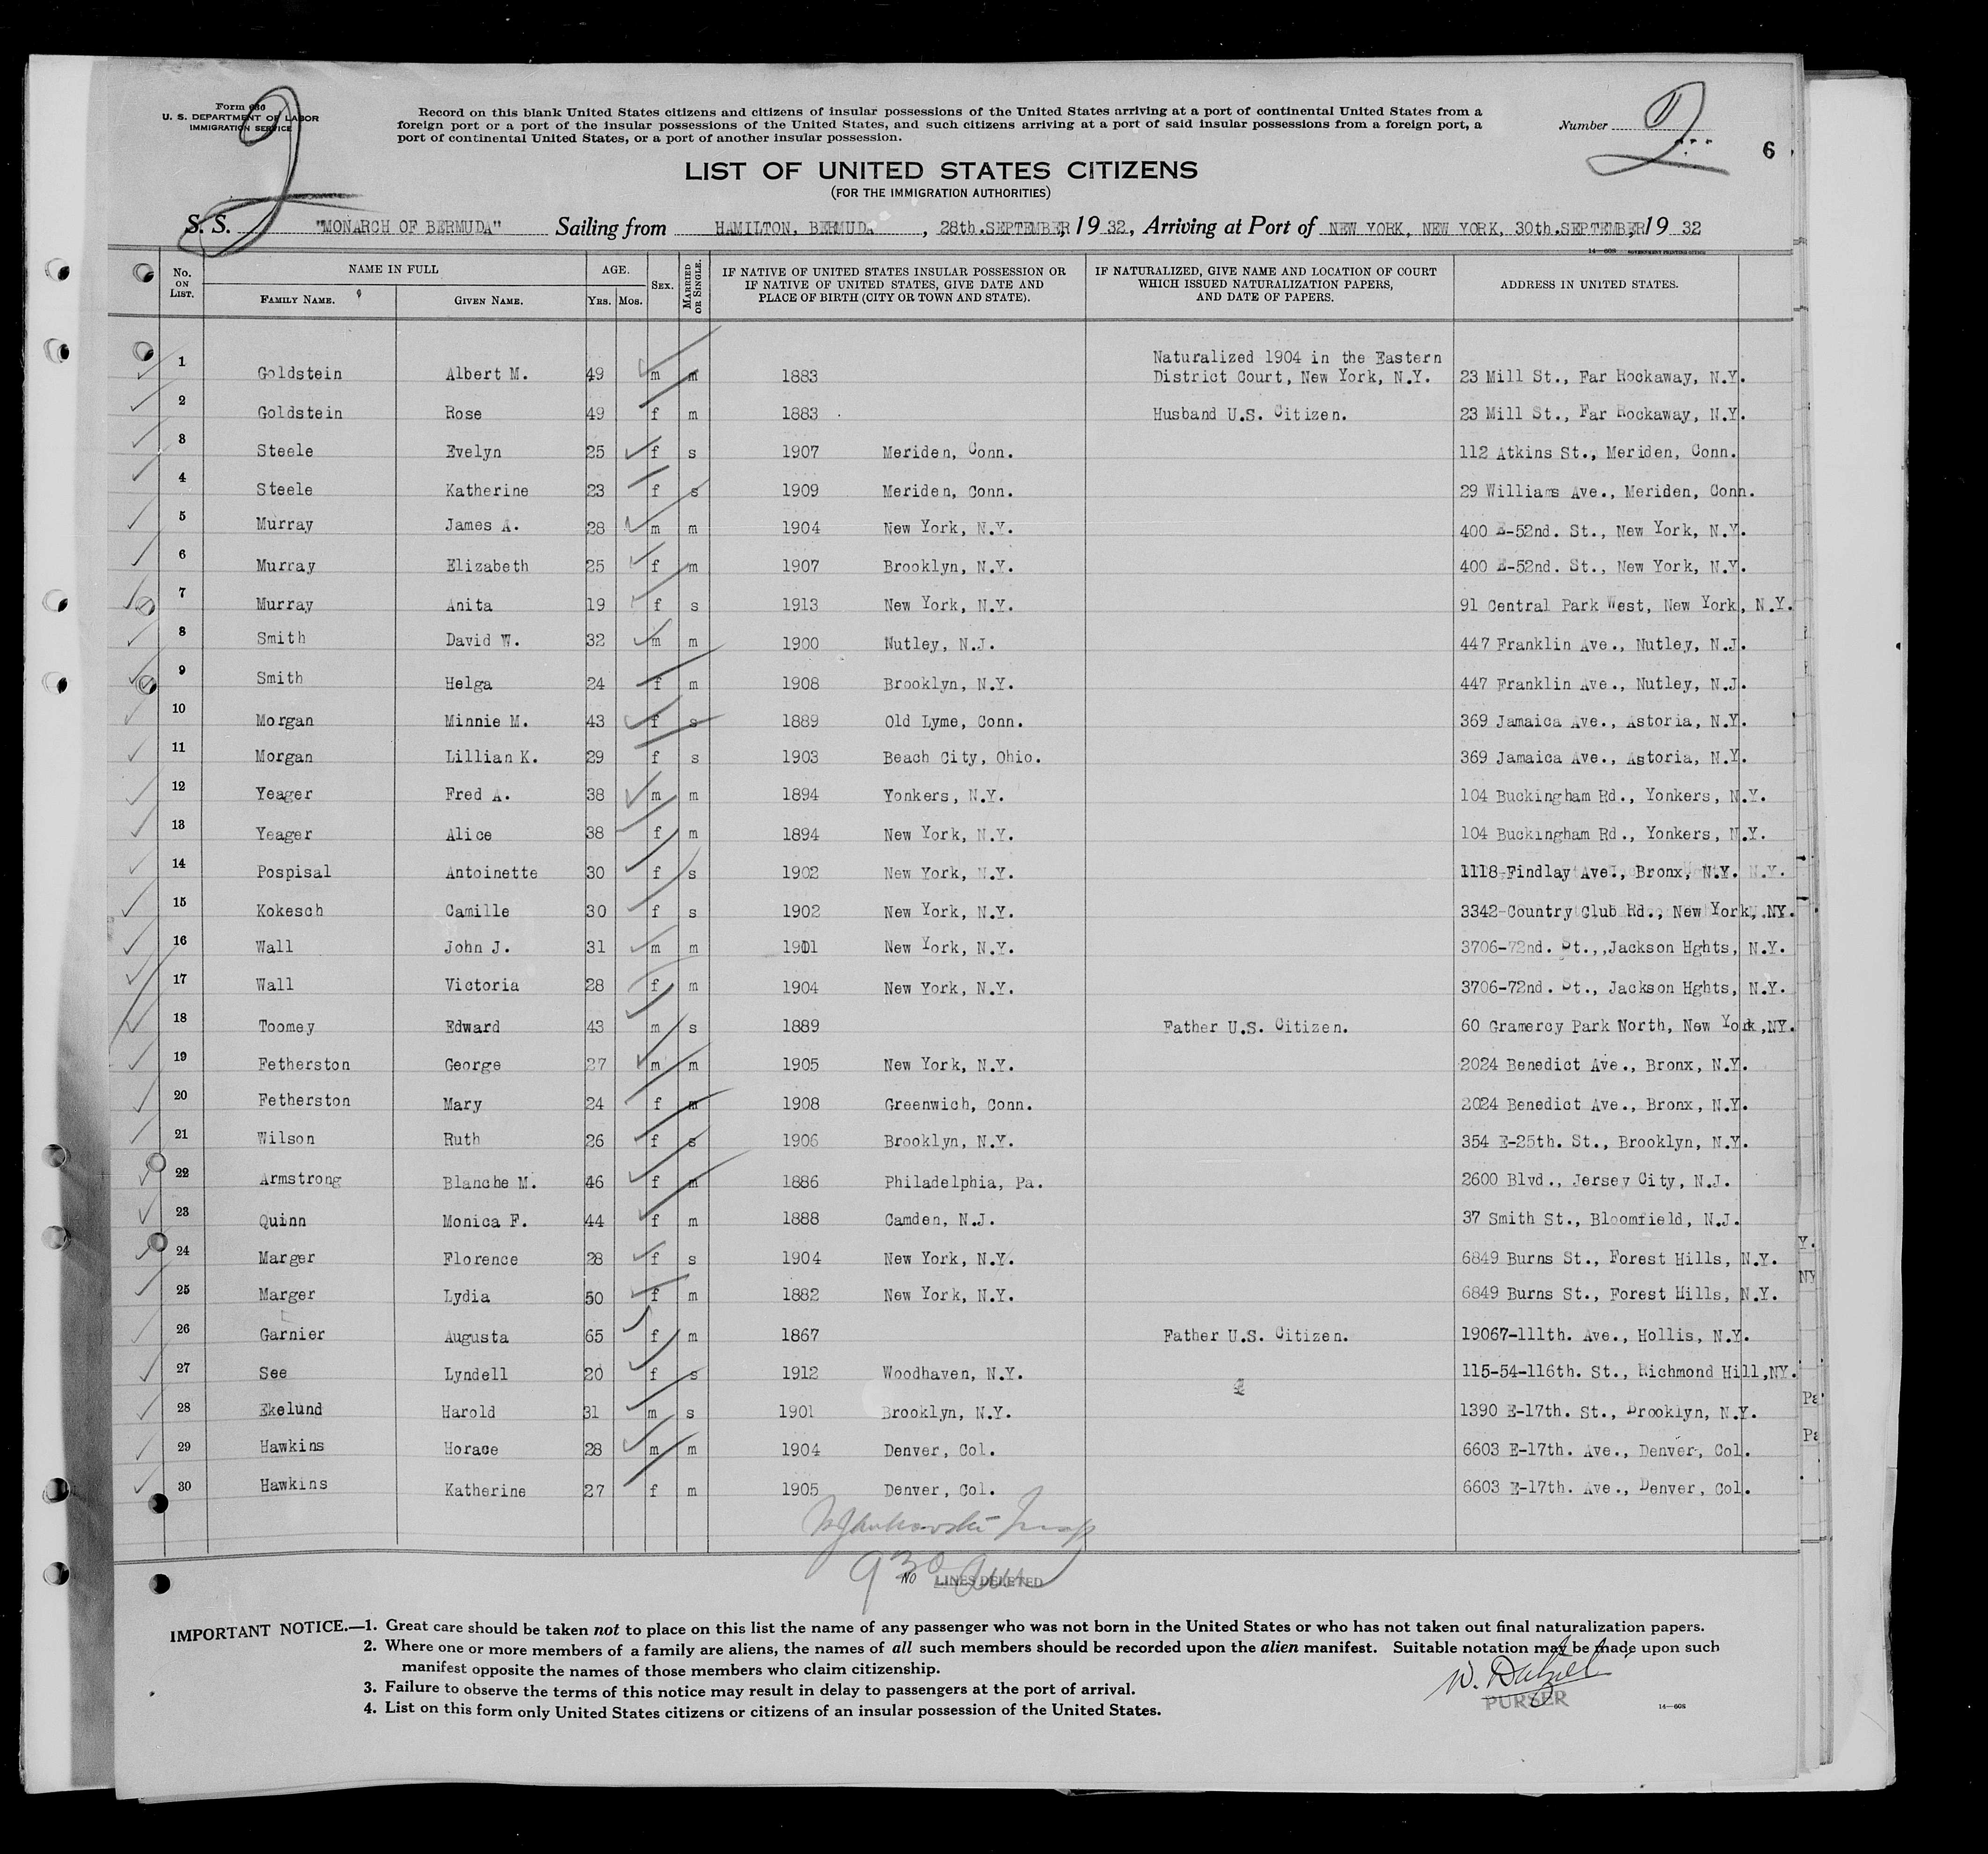 Form 630
U. S. DEPARTMENT OF LABOR
IMMIGRATION SERVICE
Record on this blank United States citizens and citizens of insular possessions of the United States arriving at a port of continental United States from a
foreign port or a port of the insular possessions of the United States, and such citizens arriving at a port of said insular possessions from a foreign port, a
port of continental United States, or a port of another insular possession.
Number 2
6
2
LIST OF UNITED STATES CITIZENS
(FOR THE IMMIGRATION AUTHORITIES)
S. S. "MONARCH OF BERMUDA" Sailing from HAMILTON, BERMUDA, 28th.SEPTEMBER, 1932, Arriving at Port of NEW YORK, NEW YORK, 30th.SEPTEMBER, 1932
14—608 GOVERNMENT PRINTING OFFICE
No. ON LIST. NAME IN FULL FAMILY NAME. GIVEN NAME. AGE. YRS. MOS. SEX. MARRIED OR SINGLE. IF NATIVE OF UNITED STATES INSULAR POSSESSION OR IF NATIVE OF UNITED STATES, GIVE DATE AND PLACE OF BIRTH (CITY OR TOWN AND STATE). IF NATURALIZED, GIVE NAME AND LOCATION OF COURT WHICH ISSUED NATURALIZATION PAPERS, AND DATE OF PAPERS. ADDRESS IN UNITED STATES.
1 Goldstein Albert M. 49 m m 1883 Naturalized 1904 in the Eastern District Court, New York, N.Y. 23 Mill St., Far Rockaway, N.Y.
2 Goldstein Rose 49 f m 1883 Husband U.S. Citizen. 23 Mill St., Far Rockaway, N.Y.
3 Steele Evelyn 25 f s 1907 Meriden, Conn. 112 Atkins St., Meriden, Conn.
4 Steele Katherine 23 f s 1909 Meriden, Conn. 29 Williams Ave., Meriden, Conn.
5 Murray James A. 28 m m 1904 New York, N.Y. 400 E-52nd. St., New York, N.Y.
6 Murray Elizabeth 25 f m 1907 Brooklyn, N.Y. 400 E-52nd. St., New York, N.Y.
7 Murray Anita 19 f s 1913 New York, N.Y. 91 Central Park West, New York, N.Y.
8 Smith David W. 32 m m 1900 Nutley, N.J. 447 Franklin Ave., Nutley, N.J.
9 Smith Helga 24 f m 1908 Brooklyn, N.Y. 447 Franklin Ave., Nutley, N.J.
10 Morgan Minnie M. 43 f s 1889 Old Lyme, Conn. 369 Jamaica Ave., Astoria, N.Y.
11 Morgan Lillian K. 29 f s 1903 Beach City, Ohio. 369 Jamaica Ave., Astoria, N.Y.
12 Yeager Fred A. 38 m m 1894 Yonkers, N.Y. 104 Buckingham Rd., Yonkers, N.Y.
13 Yeager Alice 38 f m 1894 New York, N.Y. 104 Buckingham Rd., Yonkers, N.Y.
14 Pospisal Antoinette 30 f s 1902 New York, N.Y. 1118-Findlay Ave., Bronx, N.Y.
15 Kokesch Camille 30 f s 1902 New York, N.Y. 3342-Country Club Rd., New York, NY.
16 Wall John J. 31 m m 1901 New York, N.Y. 3706-72nd. St.,,Jackson Hghts, N.Y.
17 Wall Victoria 28 f m 1904 New York, N.Y. 3706-72nd. St., Jackson Hghts, N.Y.
18 Toomey Edward 43 m s 1889 Father U.S. Citizen. 60 Gramercy Park North, New York,NY.
19 Fetherston George 27 m m 1905 New York, N.Y. 2024 Benedict Ave., Bronx, N.Y.
20 Fetherston Mary 24 f m 1908 Greenwich, Conn. 2024 Benedict Ave., Bronx, N.Y.
21 Wilson Ruth 26 f s 1906 Brooklyn, N.Y. 354 E-25th. St., Brooklyn, N.Y.
22 Armstrong Blanche M. 46 f m 1886 Philadelphia, Pa. 2600 Blvd., Jersey City, N.J.
23 Quinn Monica F. 44 f m 1888 Camden, N.J. 37 Smith St., Bloomfield, N.J.
24 Marger Florence 28 f s 1904 New York, N.Y. 6849 Burns St., Forest Hills, N.Y.
25 Marger Lydia 50 f m 1882 New York, N.Y. 6849 Burns St., Forest Hills, N.Y.
26 Garnier Augusta 65 f m 1867 Father U.S. Citizen. 19067-111th. Ave., Hollis, N.Y.
27 See Lyndell 20 f s 1912 Woodhaven, N.Y. 115-54-116th. St., Richmond Hill,NY.
28 Ekelund Harold 31 m s 1901 Brooklyn, N.Y. 1390 E-17th. St., Brooklyn, N.Y.
29 Hawkins Horace 28 m m 1904 Denver, Col. 6603 E-17th. Ave., Denver, Col.
30 Hawkins Katherine 27 f m 1905 Denver, Col. 6603 E-17th. Ave., Denver, Col.
930 am
NO LINES DELETED
IMPORTANT NOTICE.—1. Great care should be taken not to place on this list the name of any passenger who was not born in the United States or who has not taken out final naturalization papers.
2. Where one or more members of a family are aliens, the names of all such members should be recorded upon the alien manifest. Suitable notation may be made upon such
manifest opposite the names of those members who claim citizenship.
3. Failure to observe the terms of this notice may result in delay to passengers at the port of arrival.
4. List on this form only United States citizens or citizens of an insular possession of the United States.
W. Dalziel
PURSER
14—608